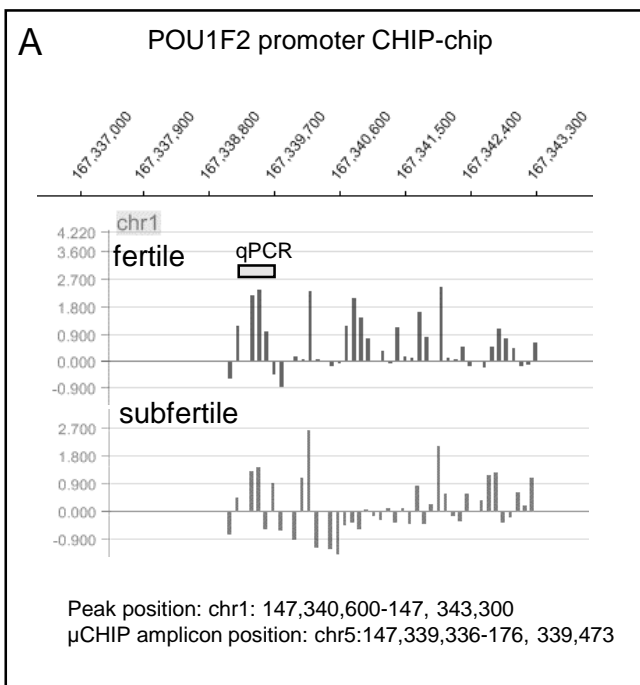 A
POU1F2 promoter CHIP-chip
167,337,000
167,337,900
167,338,800
167,339,700
167,340,600
167,341,500
167,342,400
167,343,300
chr1
4.220
3.600
2.700
1.800
0.900
0.000
-0.900
fertile
qPCR
subfertile
2.700
1.800
0.900
0.000
-0.900
Peak position: chr1: 147,340,600-147, 343,300
µCHIP amplicon position: chr5:147,339,336-176, 339,473